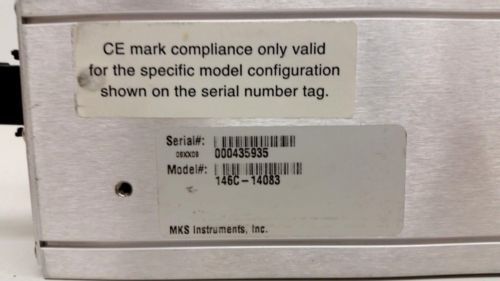 CE mark compliance only valid
for the specific model configuration
shown on the serial number tag.
Serial#:
09XX09 000435935
Model#:
146C-14083
MKS Instruments, Inc.